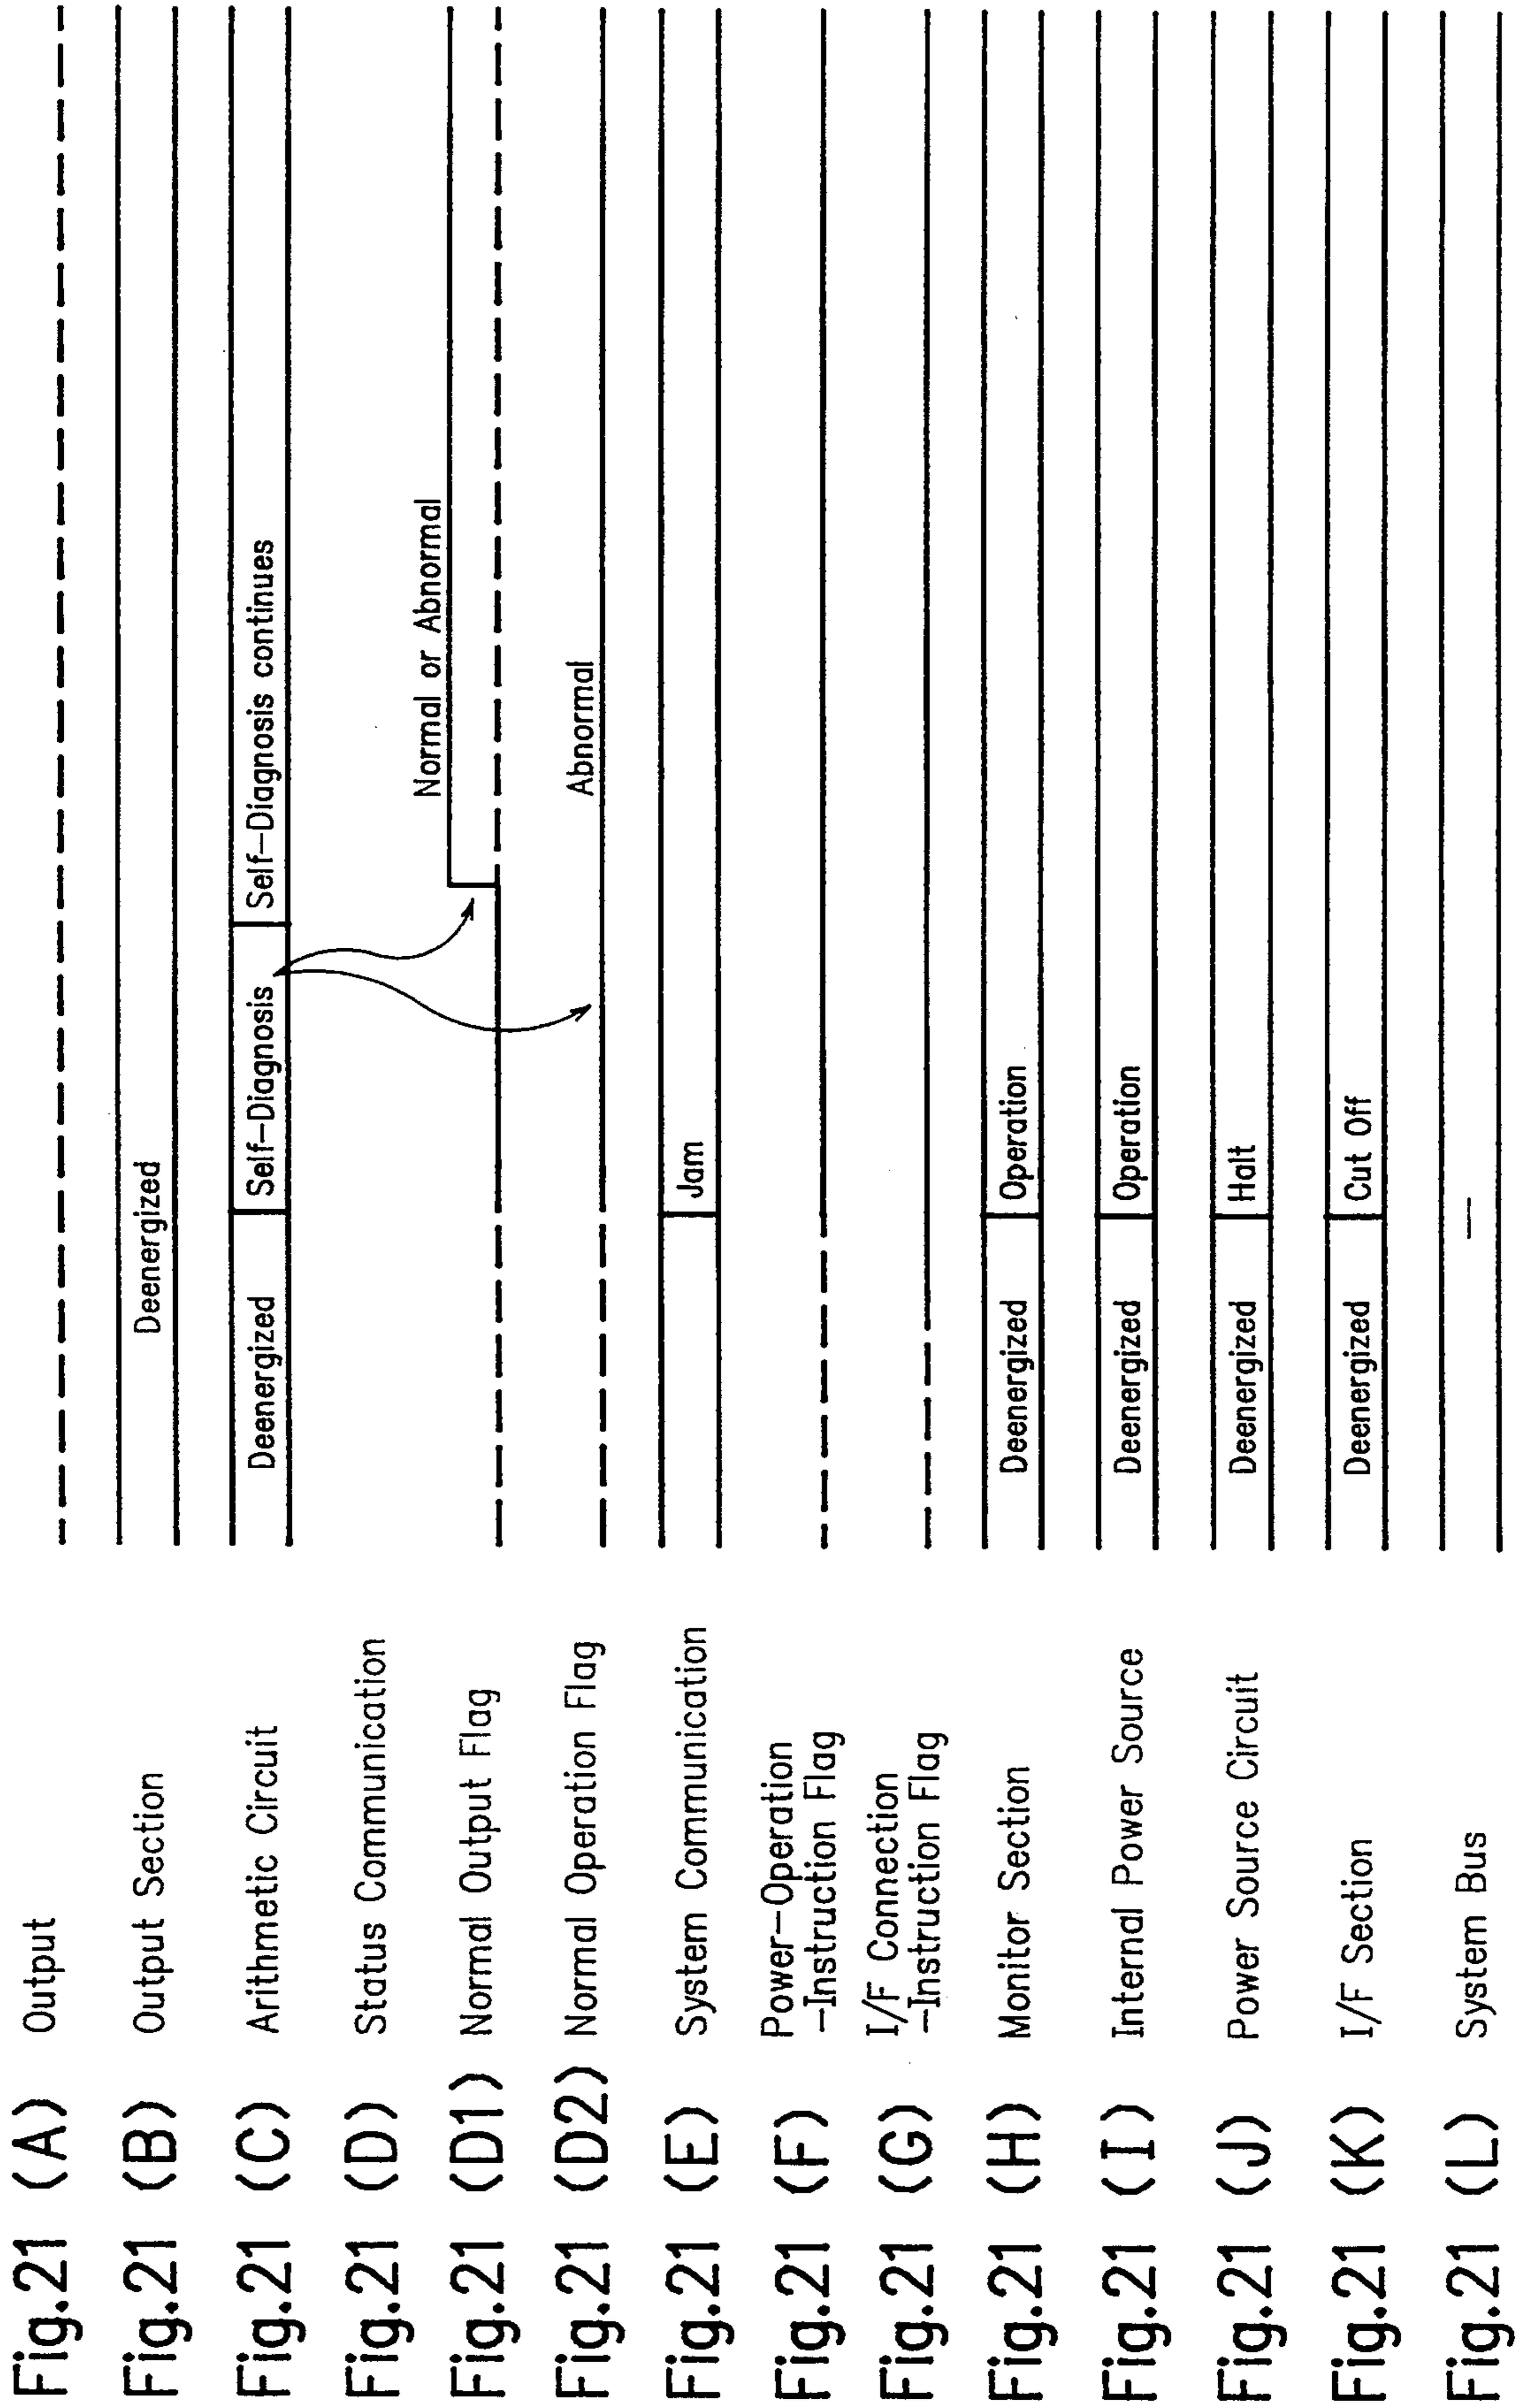 Fig.21 (A) Output
Fig.21 (B) Output Section
Deenergized
Fig.21 (C) Arithmetic Circuit
Deenergized
Self-Diagnosis
Self-Diagnosis continues
Fig.21 (D) Status Communication
Fig.21 (D1) Normal Output Flag
Normal or Abnormal
Fig.21 (D2) Normal Operation Flag
Abnormal
Fig.21 (E) System Communication
Jam
Fig.21 (F) Power-Operation
-Instruction Flag
Fig.21 (G) I/F Connection
-Instruction Flag
Fig.21 (H) Monitor Section
Deenergized
Operation
Fig.21 (I) Internal Power Source
Deenergized
Operation
Fig.21 (J) Power Source Circuit
Deenergized
Halt
Fig.21 (K) I/F Section
Deenergized
Cut Off
Fig.21 (L) System Bus
—